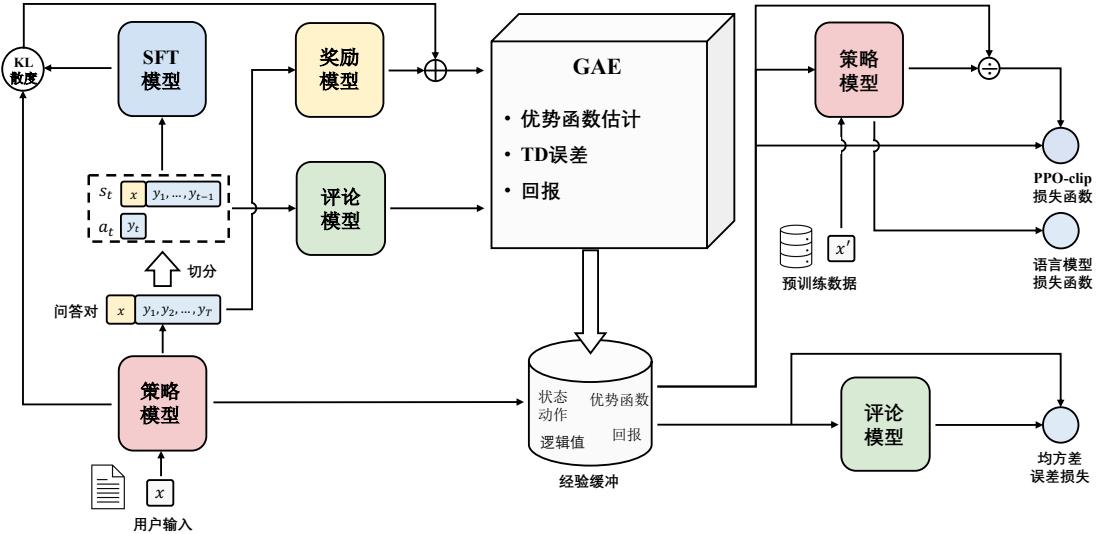 KL
散度
SFT
模型
奖励
模型
GAE
• 优势函数估计
• TD误差
• 回报
策略
模型
÷
PPO-clip
损失函数
s_t x y_1, ..., y_{t-1}
a_t y_t
评论
模型
切分
问答对 x y_1, y_2, ..., y_T
x'
预训练数据
语言模型
损失函数
策略
模型
状态
动作
优势函数
逻辑值
回报
经验缓冲
评论
模型
均方差
误差损失
x
用户输入